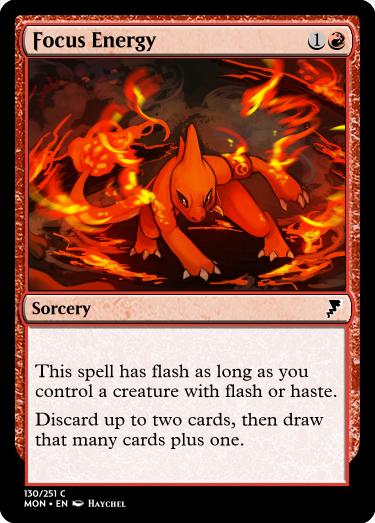 Focus Energy 1
Sorcery
This spell has flash as long as you
control a creature with flash or haste.
Discard up to two cards, then draw
that many cards plus one.
130/251 C
MON • EN Haychel